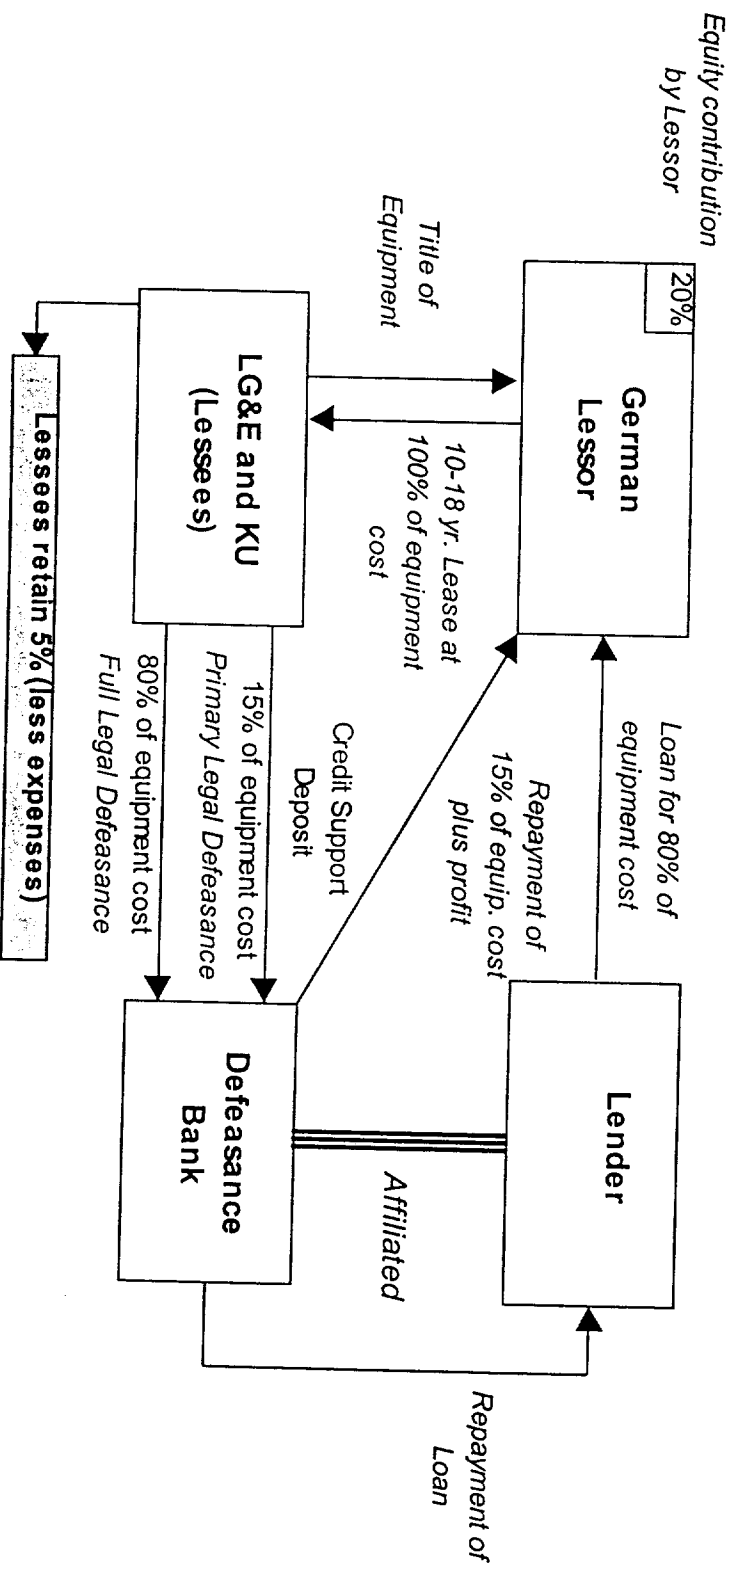 Equity contribution
by Lessor
20%
German
Lessor
Loan for 80% of
equipment cost
Lender
Title of
Equipment
10-18 yr. Lease at
100% of equipment
cost
Repayment of
15% of equip. cost
plus profit
Affiliated
Repayment of
Loan
LG&E and KU
(Lessees)
Credit Support
Deposit
15% of equipment cost
Primary Legal Defeasance
80% of equipment cost
Full Legal Defeasance
Defeasance
Bank
Lessees retain 5% (less expenses)